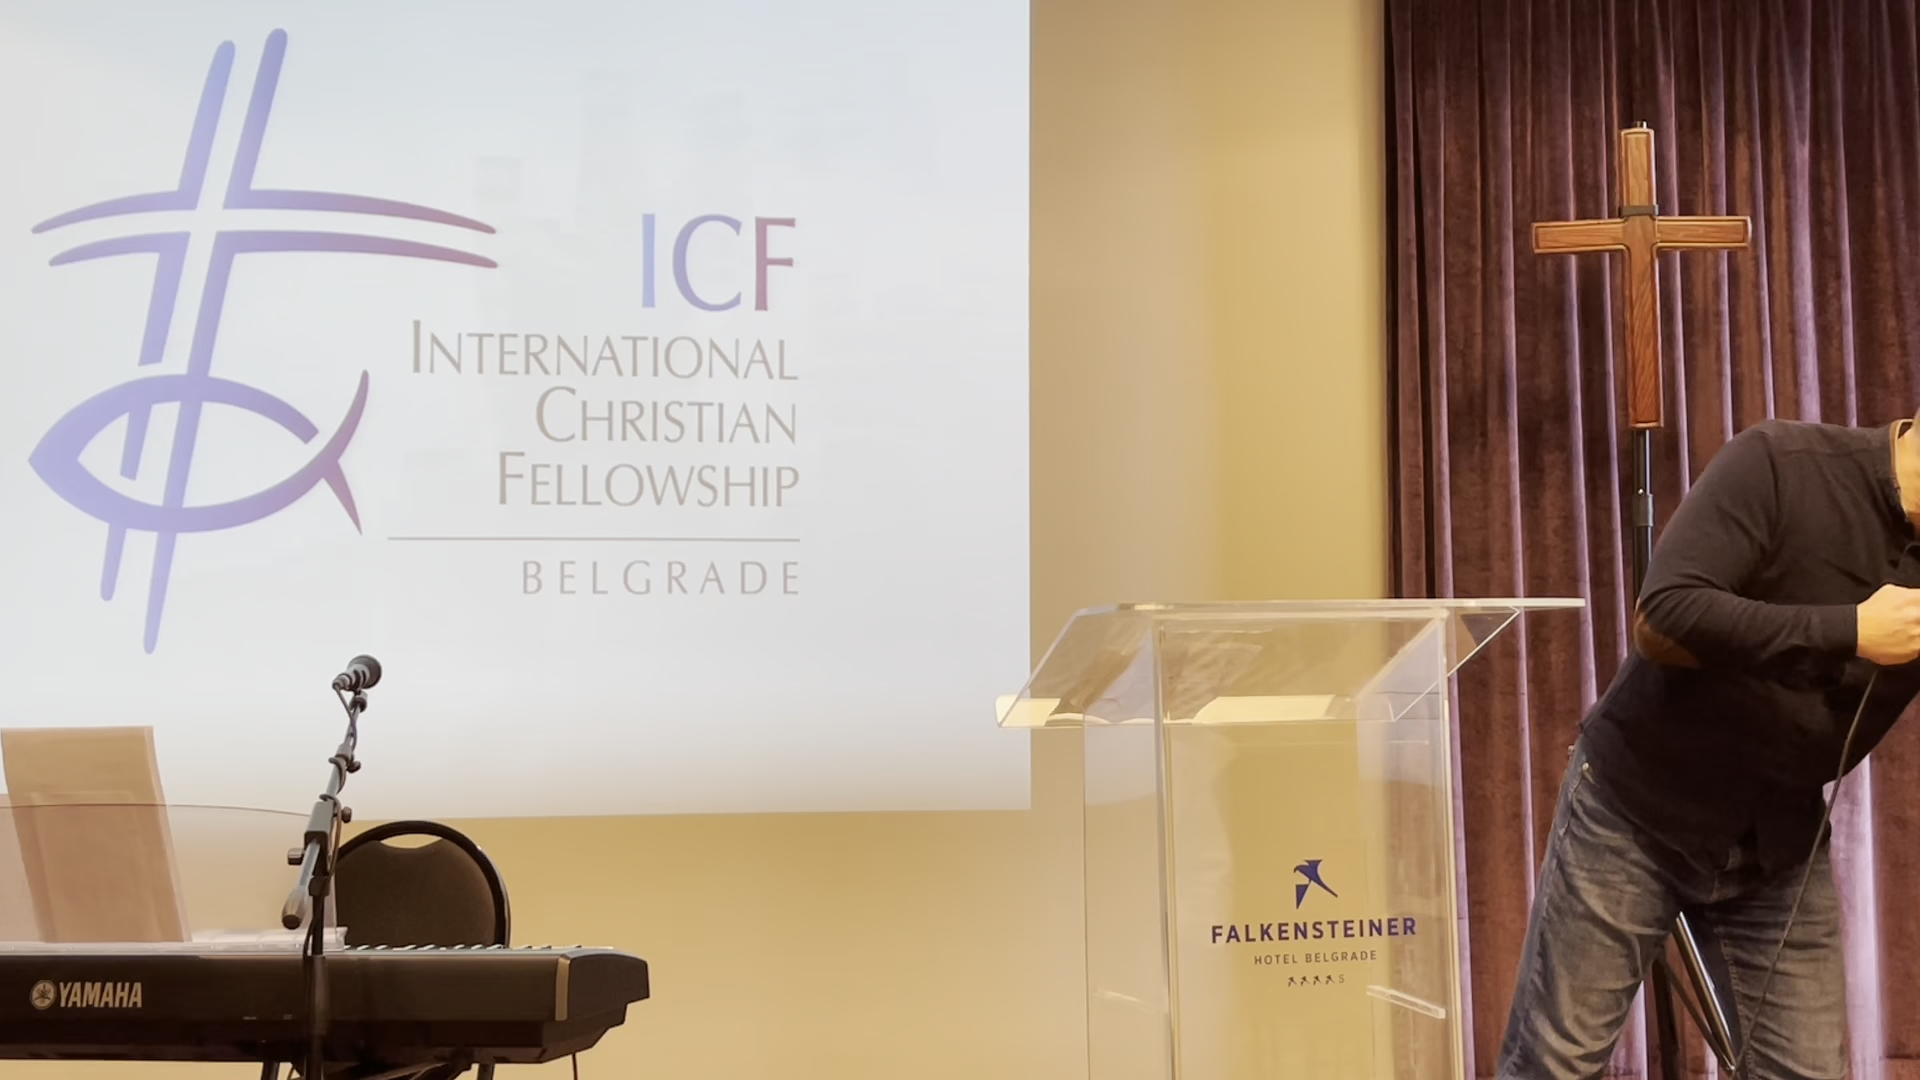 ICF
INTERNATIONAL
CHRISTIAN
FELLOWSHIP
BELGRADE
YAMAHA
FALKENSTEINER
HOTEL BELGRADE
S